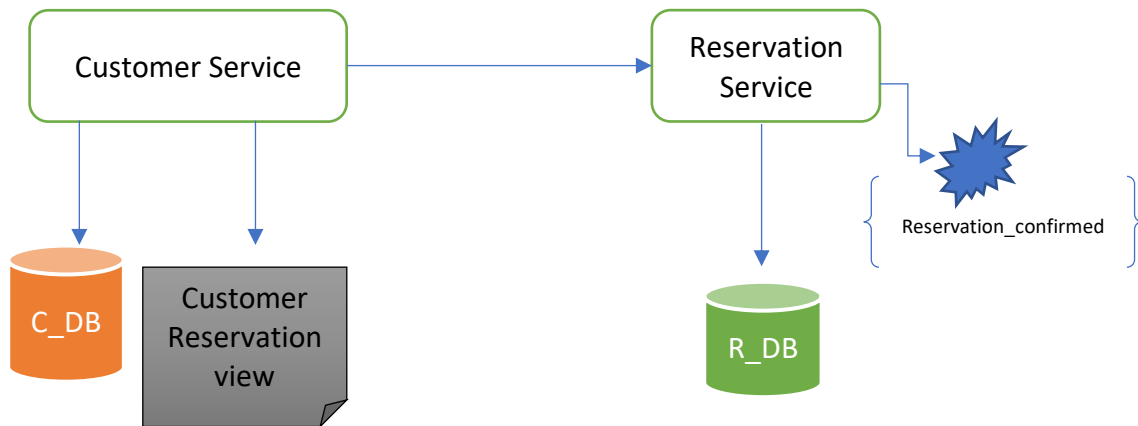 Customer Service
Reservation
Service
Reservation_confirmed
C_DB
Customer
Reservation
view
R_DB